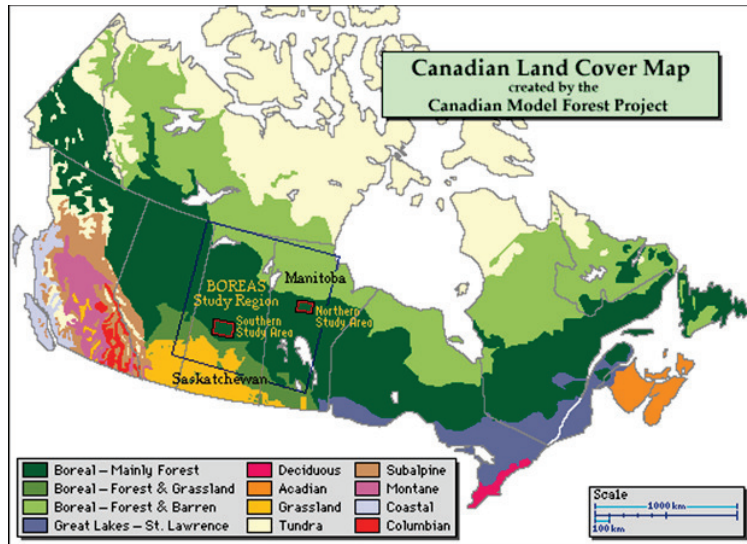 Canadian Land Cover Map
created by the
Canadian Model Forest Project
BOREAS
Study Region
Manitoba
Northern
Study Area
Southern
Study Area
Saskatchewan
Boreal – Mainly Forest
Boreal – Forest & Grassland
Boreal – Forest & Barren
Great Lakes – St. Lawrence
Deciduous
Acadian
Grassland
Tundra
Subalpine
Montane
Coastal
Columbian
Scale
1000 km
100 km